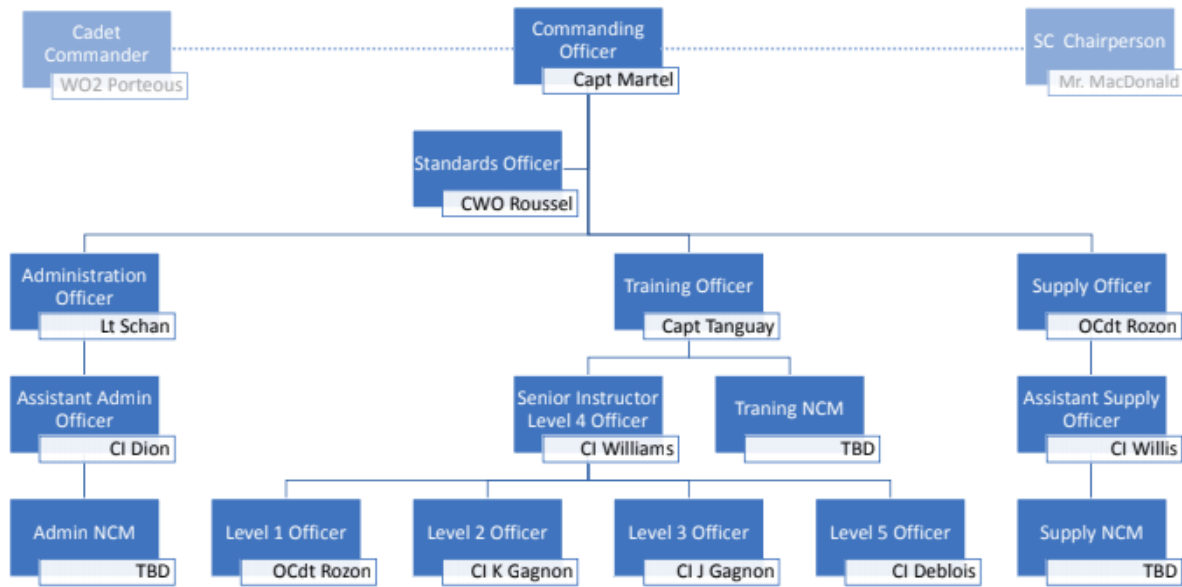 Cadet
Commander
WO2 Porteous
Commanding
Officer
Capt Martel
SC Chairperson
Mr. MacDonald
Standards Officer
CWO Roussel
Administration
Officer
Lt Schan
Training Officer
Capt Tanguay
Supply Officer
OCdt Rozon
Assistant Admin
Officer
CI Dion
Senior Instructor
Level 4 Officer
CI Williams
Traning NCM
TBD
Assistant Supply
Officer
CI Willis
Admin NCM
TBD
Level 1 Officer
OCdt Rozon
Level 2 Officer
CI K Gagnon
Level 3 Officer
CI J Gagnon
Level 5 Officer
CI Deblois
Supply NCM
TBD